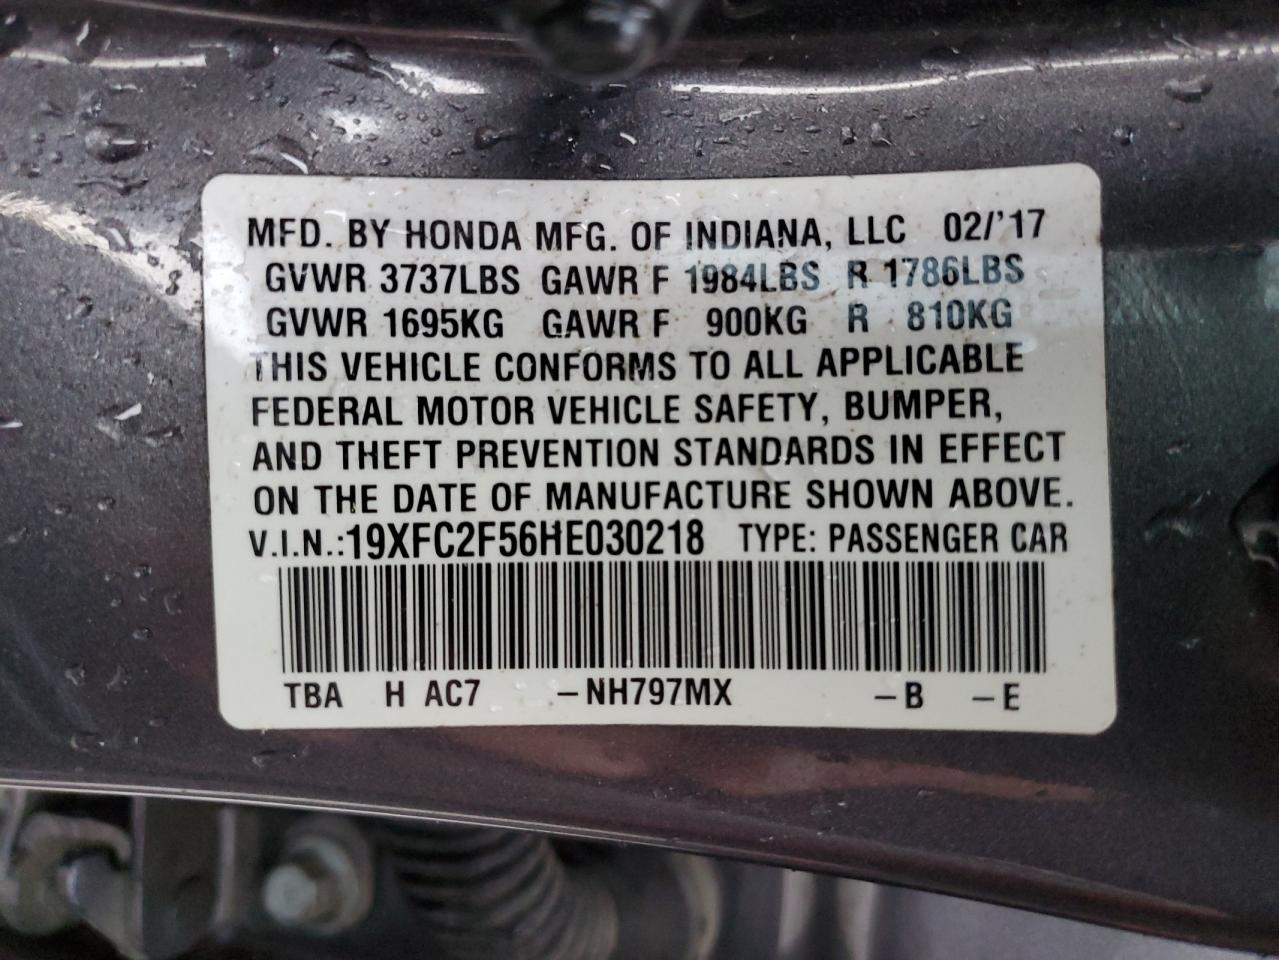 MFD. BY HONDA MFG. OF INDIANA, LLC 02/'17
GVWR 3737LBS GAWR F 1984LBS R 1786LBS
GVWR 1695KG GAWR F 900KG R 810KG
THIS VEHICLE CONFORMS TO ALL APPLICABLE
FEDERAL MOTOR VEHICLE SAFETY, BUMPER,
AND THEFT PREVENTION STANDARDS IN EFFECT
ON THE DATE OF MANUFACTURE SHOWN ABOVE.
V.I.N.:19XFC2F56HE030218 TYPE: PASSENGER CAR
TBA H AC7 -NH797MX -B -E